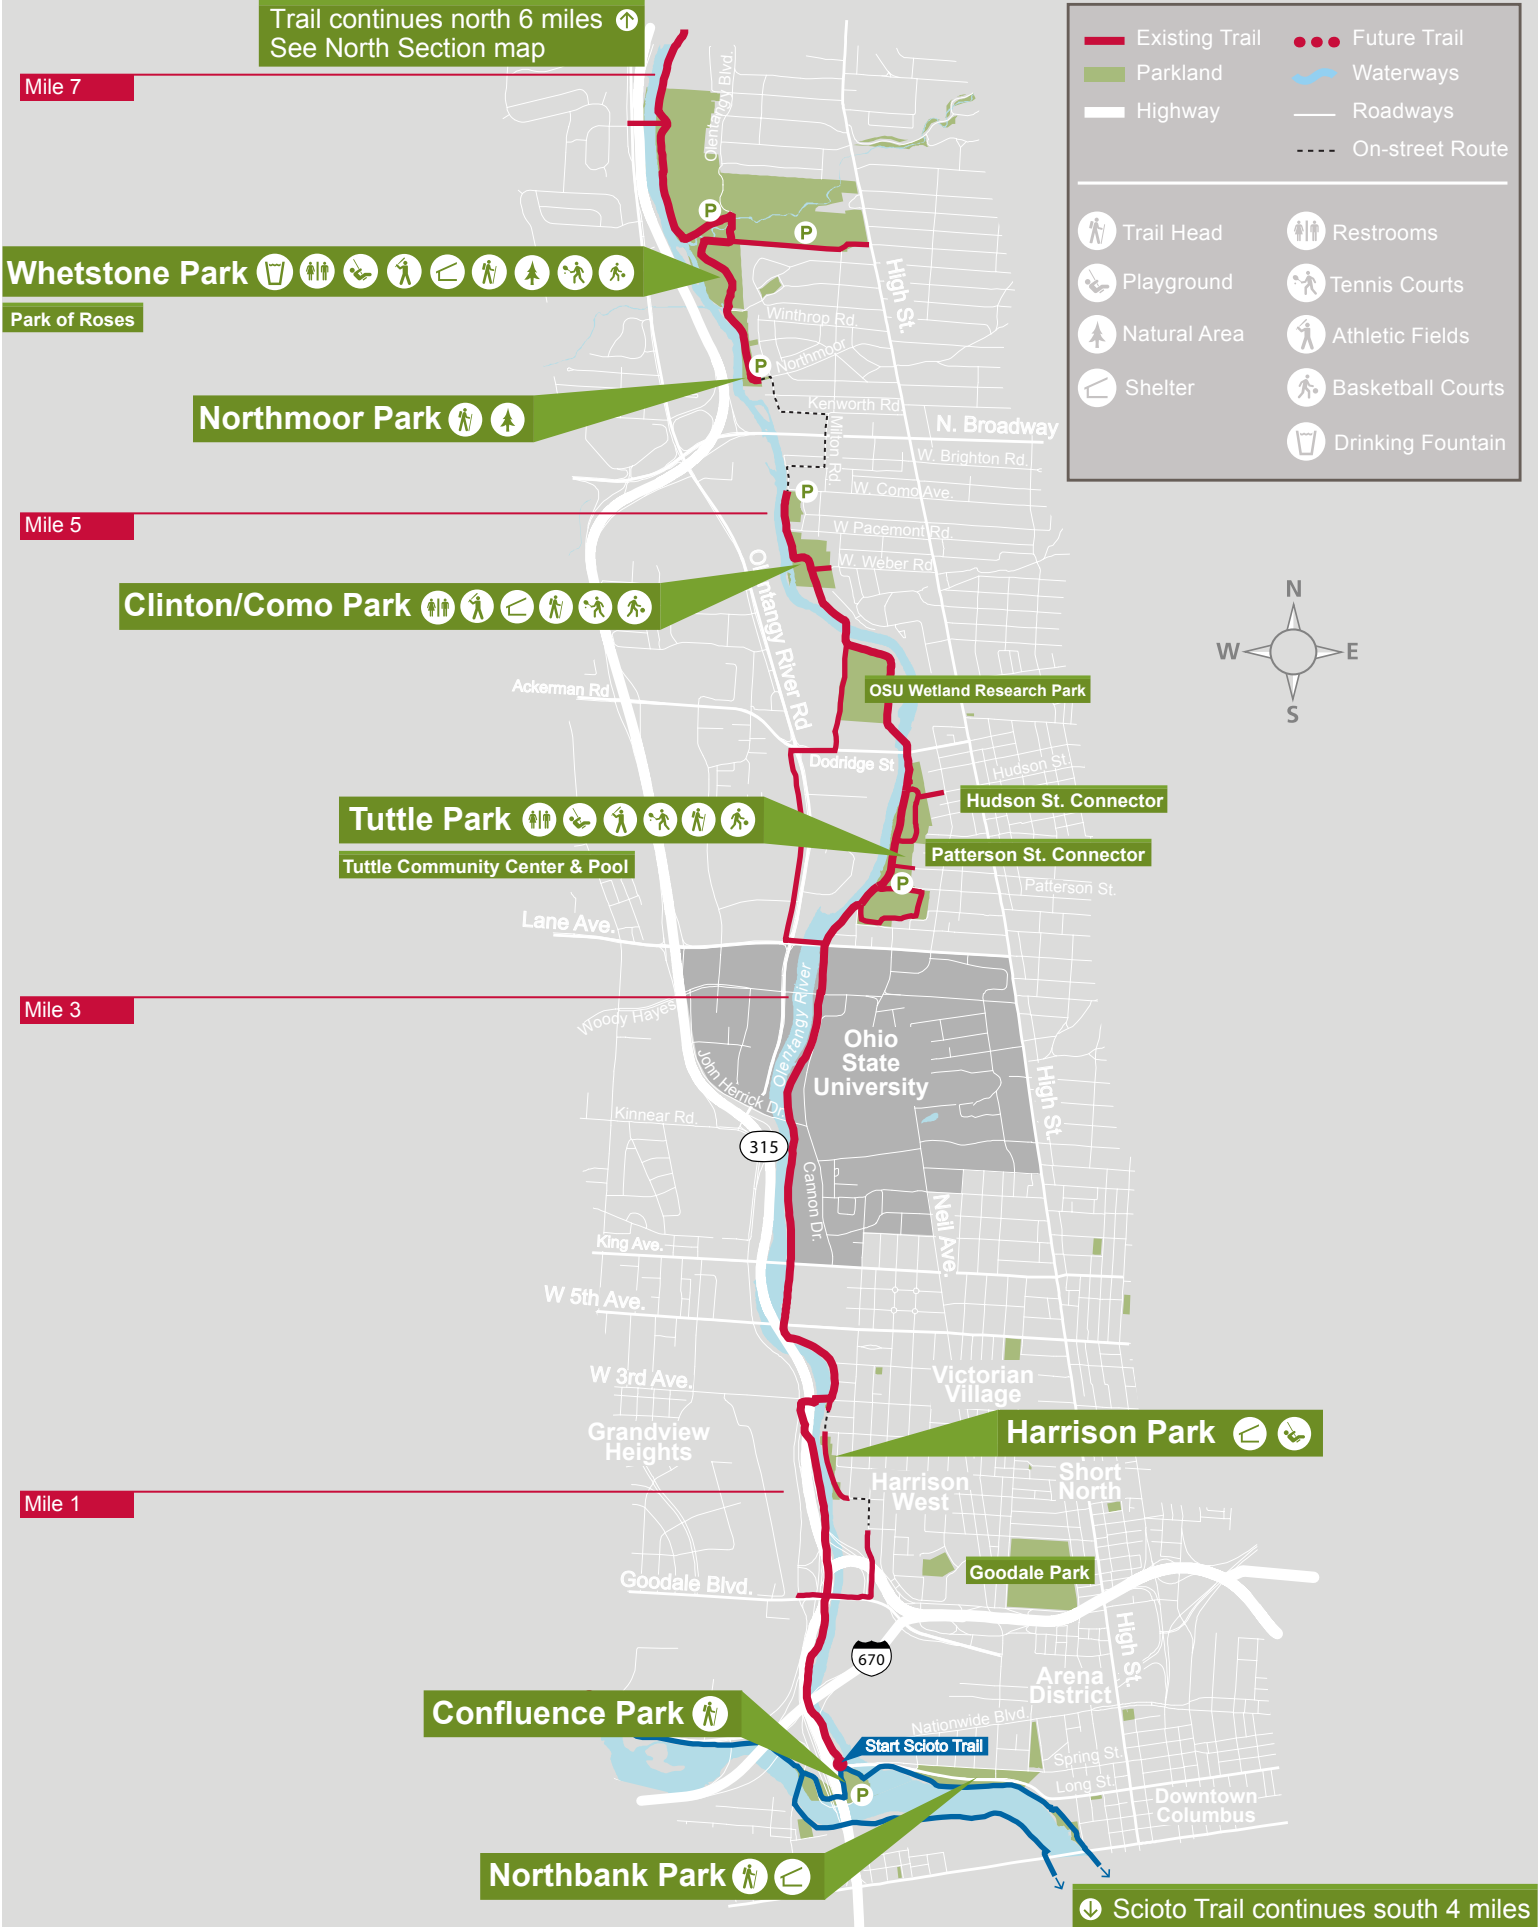 Trail continues north 6 miles
See North Section map
Existing Trail
Future Trail
Parkland
Waterways
Highway
Roadways
On-street Route
Trail Head
Restrooms
Playground
Tennis Courts
Natural Area
Athletic Fields
Shelter
Basketball Courts
Drinking Fountain
Mile 7
Olentangy Blvd.
P
P
High St.
Whetstone Park
Park of Roses
Winthrop Rd.
Northmoor
P
Northmoor Park
Kenworth Rd.
Milton Rd.
N. Broadway
W. Brighton Rd.
W. Como Ave.
P
Mile 5
W Pacemont Rd.
W. Weber Rd.
Clinton/Como Park
Olentangy River Rd
N
W
E
S
Ackerman Rd
OSU Wetland Research Park
Dodridge St
Hudson St.
Hudson St. Connector
Tuttle Park
Tuttle Community Center & Pool
Patterson St. Connector
P
Patterson St.
Lane Ave.
Mile 3
Olentangy River
Woody Hayes
Ohio
State
University
John Herrick Dr.
High St.
Kinnear Rd.
315
Cannon Dr.
Neil Ave.
King Ave.
W 5th Ave.
W 3rd Ave.
Victorian
Village
Grandview
Heights
Harrison Park
Harrison
West
Short
North
Mile 1
Goodale Park
Goodale Blvd.
High St.
670
Arena
District
Confluence Park
Nationwide Blvd.
Start Scioto Trail
Spring St.
Long St.
P
Downtown
Columbus
Northbank Park
Scioto Trail continues south 4 miles